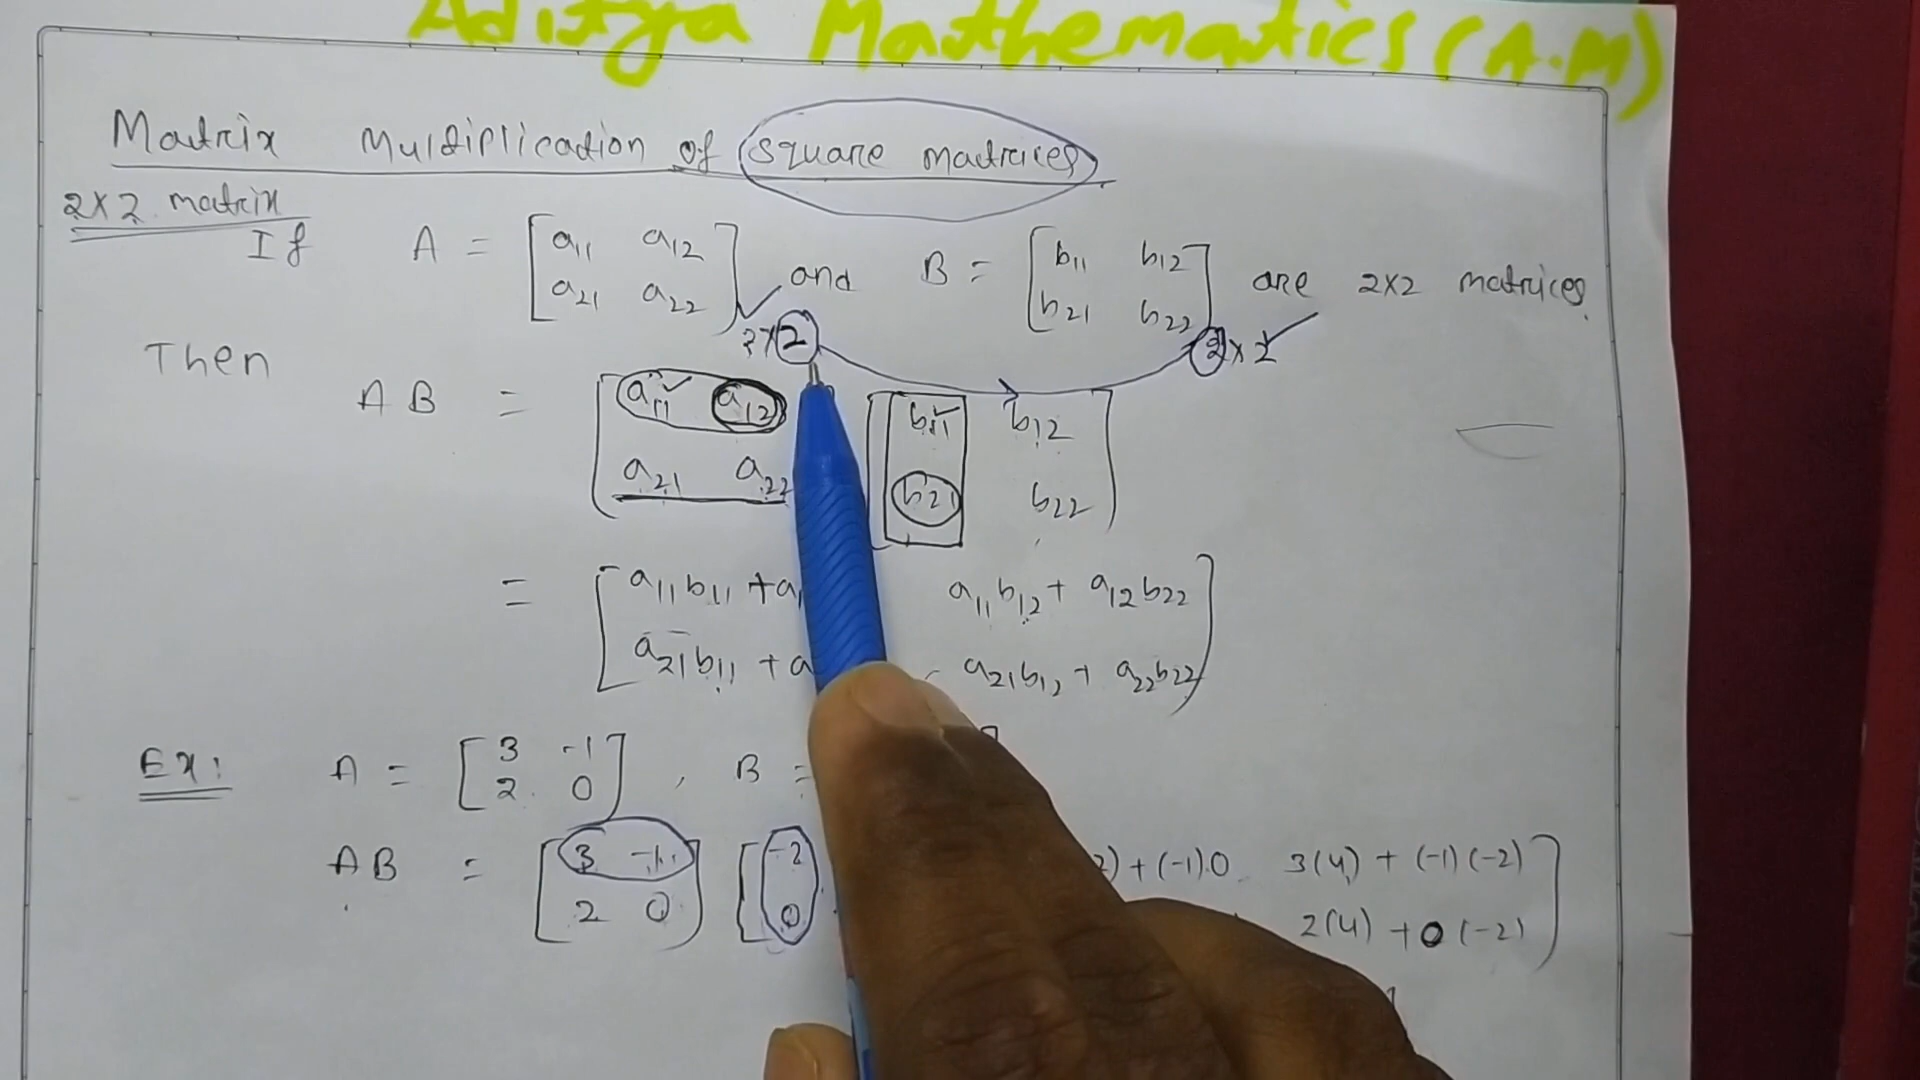 Aditya Mathematics (A.M)
Matrix Multiplication of square matrices
2x2 matrix
If A = [a11 a12 and B = [b11 b12 are 2x2 matrices.
a21 a22] b21 b22]
2x2 2x2
Then AB = [a11 a12 [b11 b12
a21 a22 b21 b22]
= [a11b11 + a a11b12 + a12b22
a21b11 + a a21b12 + a22b22]
Ex: A = [3 -1 , B =
2 0]
AB = [3 -1 [-2 2) + (-1).0 3(4) + (-1)(-2)
2 0] 0 2(4) + 0(-2)]